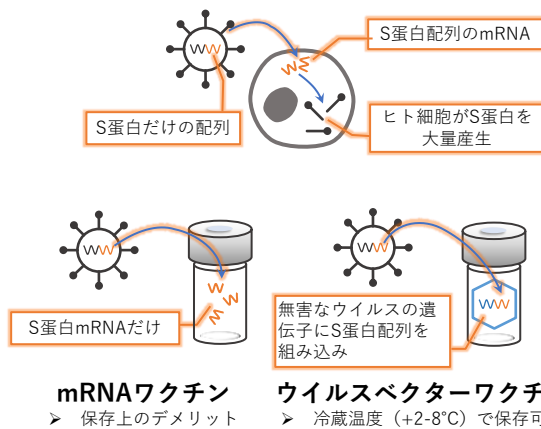 S蛋白配列のmRNA
S蛋白だけの配列
ヒト細胞がS蛋白を
大量産生
S蛋白mRNAだけ
無害なウイルスの遺
伝子にS蛋白配列を
組み込み
mRNAワクチン
➢ 保存上のデメリット
ウイルスベクターワクチ
➢ 冷蔵温度（+2-8℃）で保存可